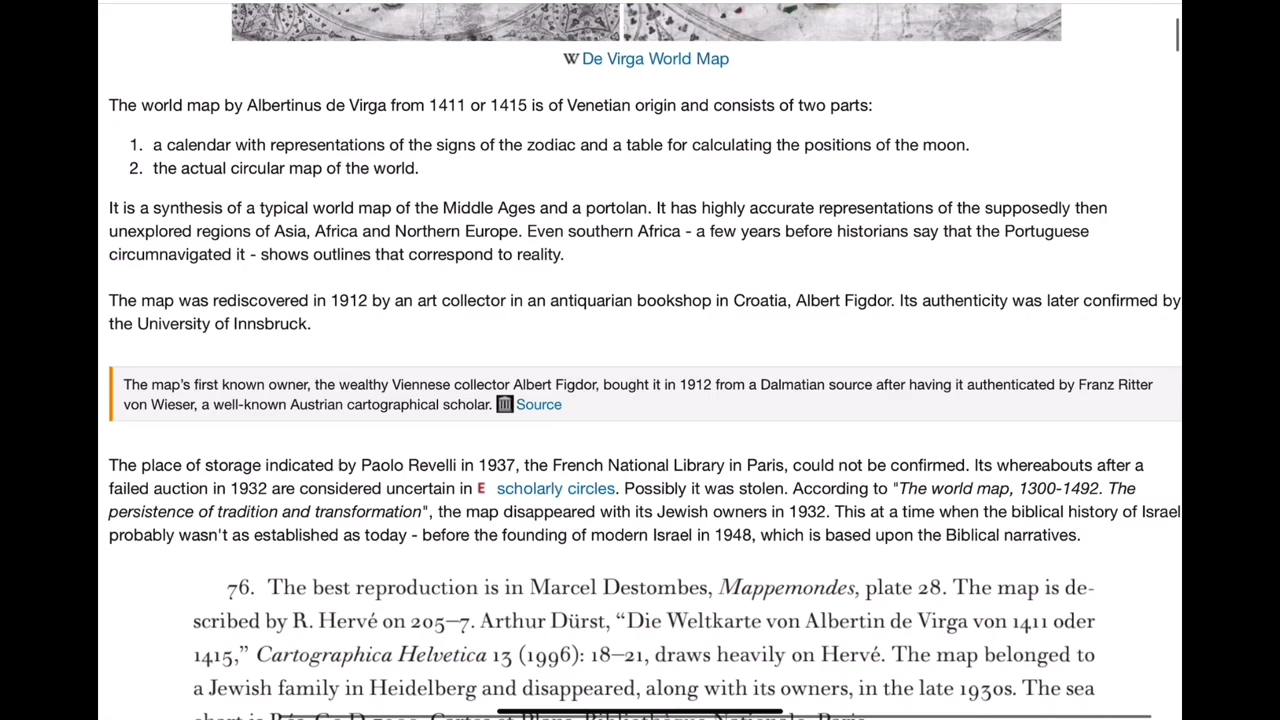 W De Virga World Map
The world map by Albertinus de Virga from 1411 or 1415 is of Venetian origin and consists of two parts:
1. a calendar with representations of the signs of the zodiac and a table for calculating the positions of the moon.
2. the actual circular map of the world.
It is a synthesis of a typical world map of the Middle Ages and a portolan. It has highly accurate representations of the supposedly then
unexplored regions of Asia, Africa and Northern Europe. Even southern Africa - a few years before historians say that the Portuguese
circumnavigated it - shows outlines that correspond to reality.
The map was rediscovered in 1912 by an art collector in an antiquarian bookshop in Croatia, Albert Figdor. Its authenticity was later confirmed by
the University of Innsbruck.
The map's first known owner, the wealthy Viennese collector Albert Figdor, bought it in 1912 from a Dalmatian source after having it authenticated by Franz Ritter
von Wieser, a well-known Austrian cartographical scholar. Source
The place of storage indicated by Paolo Revelli in 1937, the French National Library in Paris, could not be confirmed. Its whereabouts after a
failed auction in 1932 are considered uncertain in E scholarly circles. Possibly it was stolen. According to "The world map, 1300-1492. The
persistence of tradition and transformation", the map disappeared with its Jewish owners in 1932. This at a time when the biblical history of Israel
probably wasn't as established as today - before the founding of modern Israel in 1948, which is based upon the Biblical narratives.
76. The best reproduction is in Marcel Destombes, Mappemondes, plate 28. The map is de-
scribed by R. Hervé on 205–7. Arthur Dürst, “Die Weltkarte von Albertin de Virga von 1411 oder
1415,” Cartographica Helvetica 13 (1996): 18–21, draws heavily on Hervé. The map belonged to
a Jewish family in Heidelberg and disappeared, along with its owners, in the late 1930s. The sea